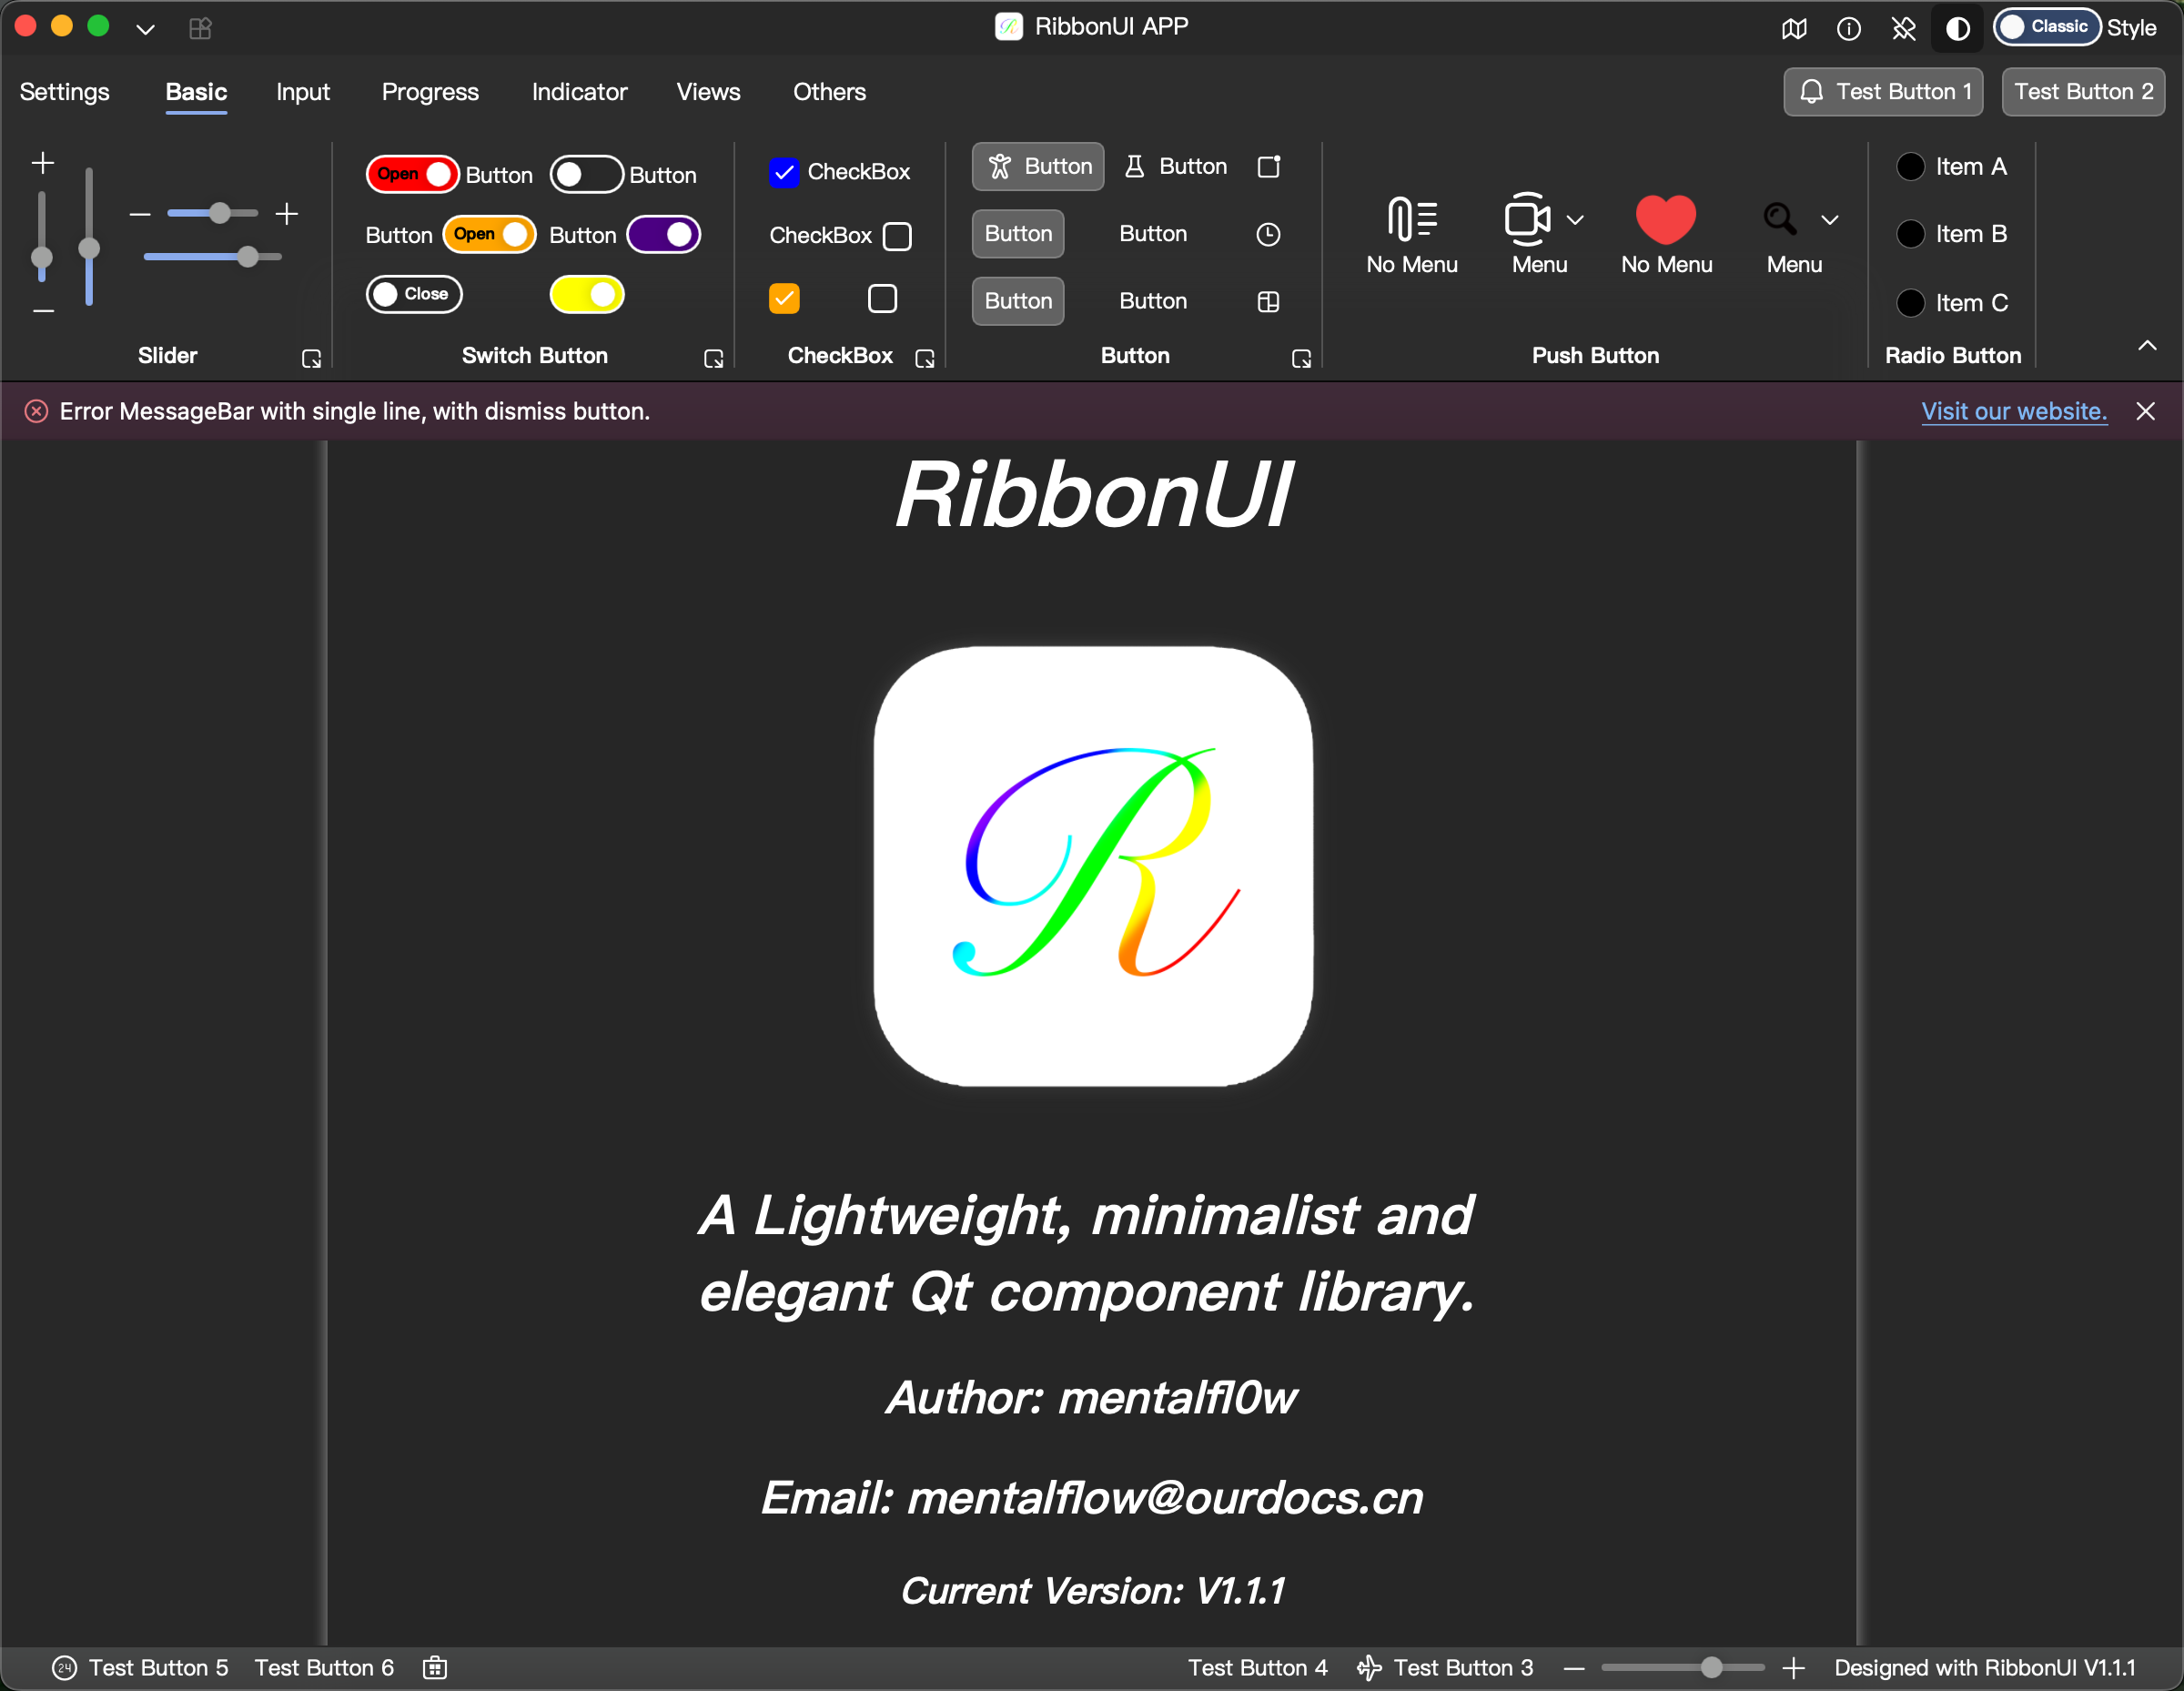 RibbonUI APP
Classic Style
Settings Basic Input Progress Indicator Views Others
Test Button 1 Test Button 2
Open Button Button
Button Open Button
Close
CheckBox
CheckBox
Button Button
Button Button
Button Button
No Menu Menu No Menu Menu
Item A
Item B
Item C
Slider Switch Button CheckBox Button Push Button Radio Button
Error MessageBar with single line, with dismiss button. Visit our website.
RibbonUI
R
A Lightweight, minimalist and
elegant Qt component library.
Author: mentalfl0w
Email: mentalflow@ourdocs.cn
Current Version: V1.1.1
24 Test Button 5 Test Button 6 Test Button 4 Test Button 3 Designed with RibbonUI V1.1.1